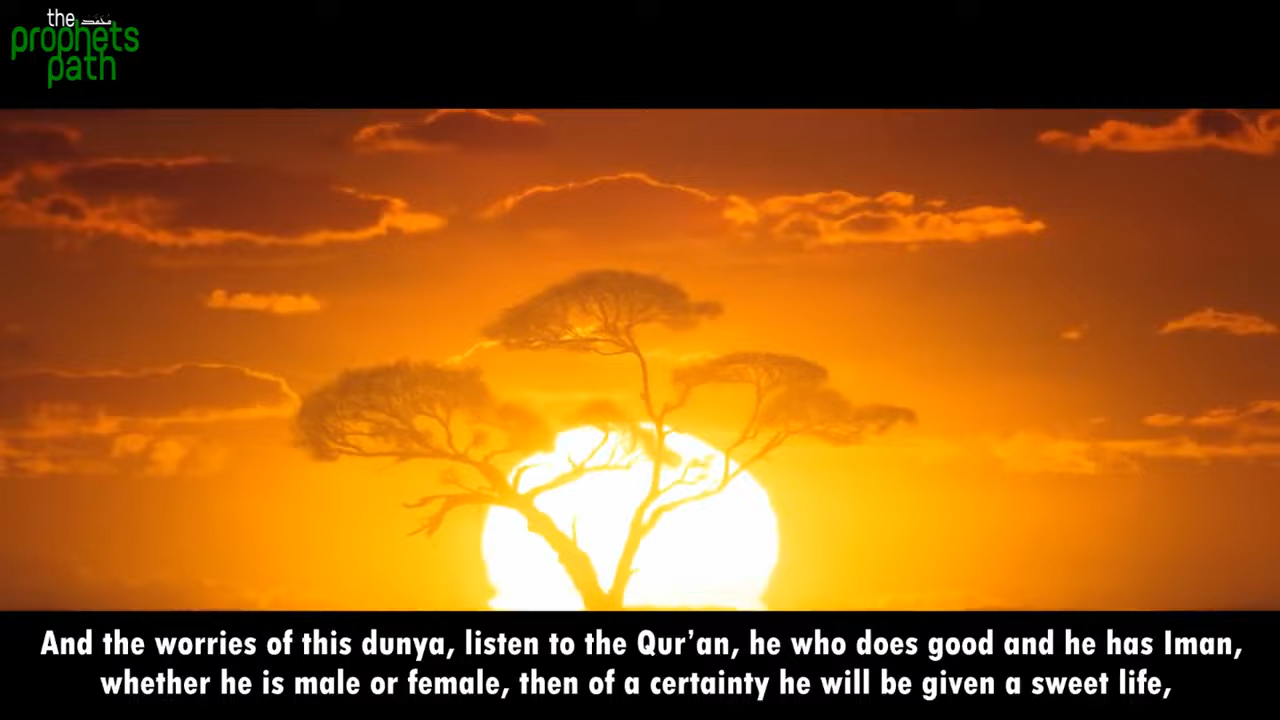 the محمد
prophets
path
And the worries of this dunya, listen to the Qur’an, he who does good and he has Iman,
whether he is male or female, then of a certainty he will be given a sweet life,